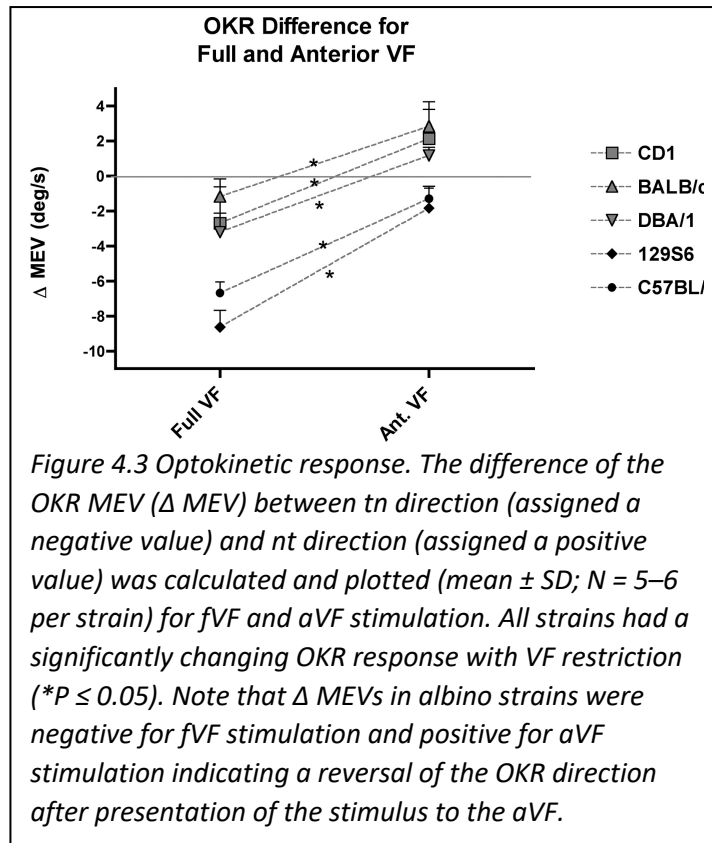 OKR Difference for
Full and Anterior VF
4
2
0
-2
-4
-6
-8
-10
Δ MEV (deg/s)
Full VF
Ant. VF
*
*
*
*
*
CD1
BALB/c
DBA/1
129S6
C57BL/
Figure 4.3 Optokinetic response. The difference of the
OKR MEV (Δ MEV) between tn direction (assigned a
negative value) and nt direction (assigned a positive
value) was calculated and plotted (mean ± SD; N = 5–6
per strain) for fVF and aVF stimulation. All strains had a
significantly changing OKR response with VF restriction
(*P ≤ 0.05). Note that Δ MEVs in albino strains were
negative for fVF stimulation and positive for aVF
stimulation indicating a reversal of the OKR direction
after presentation of the stimulus to the aVF.